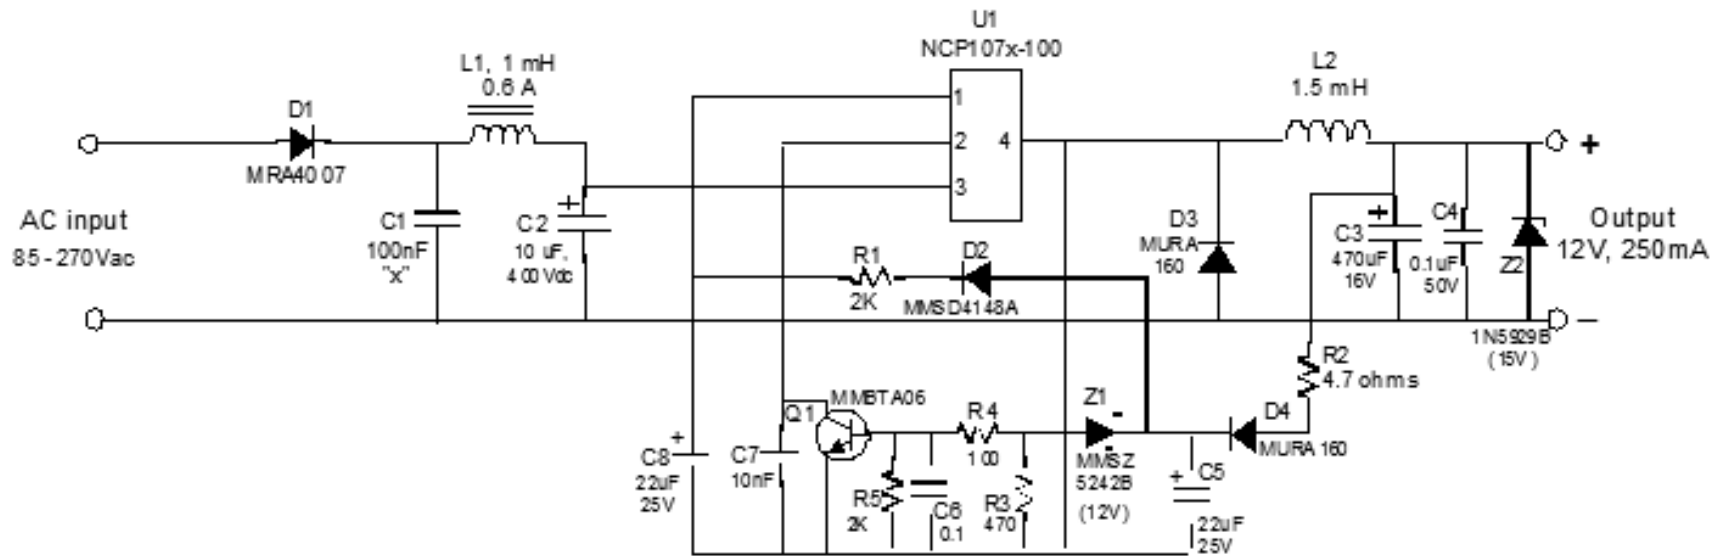 U1
NCP107x-100
L1, 1 mH
0.6 A
L2
1.5 mH
D1
1
2
4
3
+
MRA4007
AC input
85-270Vac
C1
100nF
"x"
+
C2
10 uF,
400 Vdc
R1
2K
D2
MMSD4148A
D3
MURA
160
+
C3
470uF
16V
C4
0.1uF
50V
Z2
Output
12V, 250mA
1N5929B
(15V)
−
R2
4.7 ohms
MMBTA06
Q1
R4
100
Z1
D4
MURA160
+
C8
22uF
25V
C7
10nF
R5
2K
C6
0.1
R3
470
MMSZ
5242B
(12V)
+
C5
22uF
25V